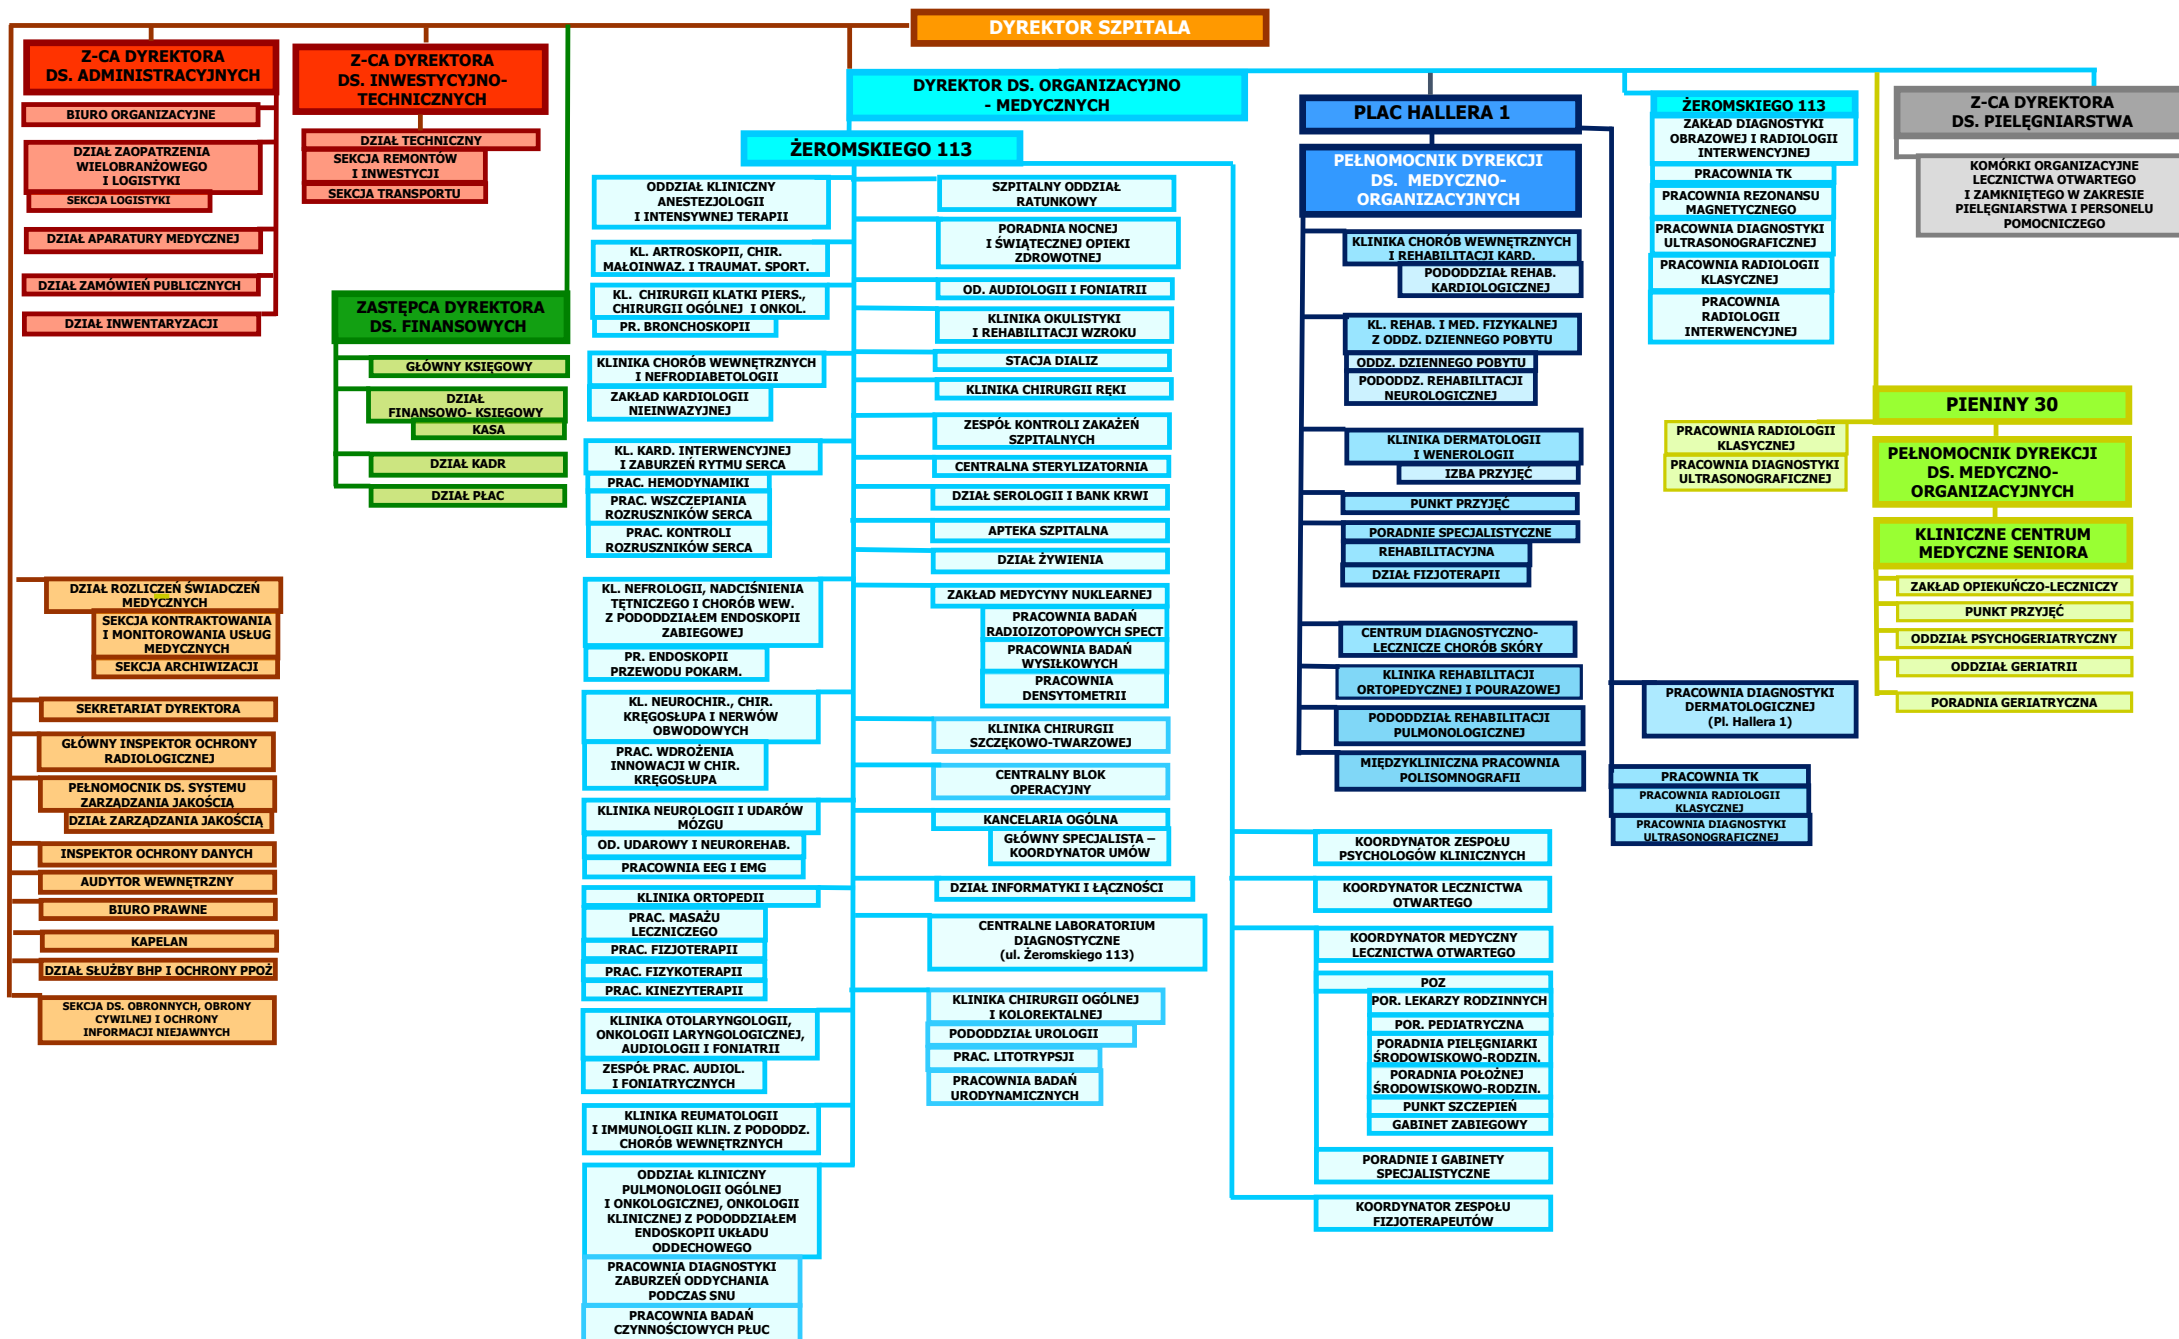 DYREKTOR SZPITALA
Z-CA DYREKTORA
DS. ADMINISTRACYJNYCH
BIURO ORGANIZACYJNE
DZIAŁ ZAOPATRZENIA
WIELOBRANŻOWEGO
I LOGISTYKI
SEKCJA LOGISTYKI
DZIAŁ APARATURY MEDYCZNEJ
DZIAŁ ZAMÓWIEŃ PUBLICZNYCH
DZIAŁ INWENTARYZACJI
Z-CA DYREKTORA
DS. INWESTYCYJNO-
TECHNICZNYCH
DZIAŁ TECHNICZNY
SEKCJA REMONTÓW
I INWESTYCJI
SEKCJA TRANSPORTU
ZASTĘPCA DYREKTORA
DS. FINANSOWYCH
GŁÓWNY KSIĘGOWY
DZIAŁ
FINANSOWO- KSIĘGOWY
KASA
DZIAŁ KADR
DZIAŁ PŁAC
DZIAŁ ROZLICZEŃ ŚWIADCZEŃ
MEDYCZNYCH
SEKCJA KONTRAKTOWANIA
I MONITOROWANIA USŁUG
MEDYCZNYCH
SEKCJA ARCHIWIZACJI
SEKRETARIAT DYREKTORA
GŁÓWNY INSPEKTOR OCHRONY
RADIOLOGICZNEJ
PEŁNOMOCNIK DS. SYSTEMU
ZARZĄDZANIA JAKOŚCIĄ
DZIAŁ ZARZĄDZANIA JAKOŚCIĄ
INSPEKTOR OCHRONY DANYCH
AUDYTOR WEWNĘTRZNY
BIURO PRAWNE
KAPELAN
DZIAŁ SŁUŻBY BHP I OCHRONY PPOŻ
SEKCJA DS. OBRONNYCH, OBRONY
CYWILNEJ I OCHRONY
INFORMACJI NIEJAWNYCH
DYREKTOR DS. ORGANIZACYJNO
- MEDYCZNYCH
ŻEROMSKIEGO 113
ODDZIAŁ KLINICZNY
ANESTEZJOLOGII
I INTENSYWNEJ TERAPII
KL. ARTROSKOPII, CHIR.
MAŁOINWAZ. I TRAUMAT. SPORT.
KL. CHIRURGII KLATKI PIERS.,
CHIRURGII OGÓLNEJ I ONKOL.
PR. BRONCHOSKOPII
KLINIKA CHORÓB WEWNĘTRZNYCH
I NEFRODIABETOLOGII
ZAKŁAD KARDIOLOGII
NIEINWAZYJNEJ
KL. KARD. INTERWENCYJNEJ
I ZABURZEŃ RYTMU SERCA
PRAC. HEMODYNAMIKI
PRAC. WSZCZEPIANIA
ROZRUSZNIKÓW SERCA
PRAC. KONTROLI
ROZRUSZNIKÓW SERCA
KL. NEFROLOGII, NADCIŚNIENIA
TĘTNICZEGO I CHORÓB WEW.
Z PODODDZIAŁEM ENDOSKOPII
ZABIEGOWEJ
PR. ENDOSKOPII
PRZEWODU POKARM.
KL. NEUROCHIR., CHIR.
KRĘGOSŁUPA I NERWÓW
OBWODOWYCH
PRAC. WDROŻENIA
INNOWACJI W CHIR.
KRĘGOSŁUPA
KLINIKA NEUROLOGII I UDARÓW
MÓZGU
OD. UDAROWY I NEUROREHAB.
PRACOWNIA EEG I EMG
KLINIKA ORTOPEDII
PRAC. MASAŻU
LECZNICZEGO
PRAC. FIZJOTERAPII
PRAC. FIZYKOTERAPII
PRAC. KINEZYTERAPII
KLINIKA OTOLARYNGOLOGII,
ONKOLOGII LARYNGOLOGICZNEJ,
AUDIOLOGII I FONIATRII
ZESPÓŁ PRAC. AUDIOL.
I FONIATRYCZNYCH
KLINIKA REUMATOLOGII
I IMMUNOLOGII KLIN. Z PODODDZ.
CHORÓB WEWNĘTRZNYCH
ODDZIAŁ KLINICZNY
PULMONOLOGII OGÓLNEJ
I ONKOLOGICZNEJ, ONKOLOGII
KLINICZNEJ Z PODODDZIAŁEM
ENDOSKOPII UKŁADU
ODDECHOWEGO
PRACOWNIA DIAGNOSTYKI
ZABURZEŃ ODDYCHANIA
PODCZAS SNU
PRACOWNIA BADAŃ
CZYNNOŚCIOWYCH PŁUC
SZPITALNY ODDZIAŁ
RATUNKOWY
PORADNIA NOCNEJ
I ŚWIĄTECZNEJ OPIEKI
ZDROWOTNEJ
OD. AUDIOLOGII I FONIATRII
KLINIKA OKULISTYKI
I REHABILITACJI WZROKU
STACJA DIALIZ
KLINIKA CHIRURGII RĘKI
ZESPÓŁ KONTROLI ZAKAŻEŃ
SZPITALNYCH
CENTRALNA STERYLIZATORNIA
DZIAŁ SEROLOGII I BANK KRWI
APTEKA SZPITALNA
DZIAŁ ŻYWIENIA
ZAKŁAD MEDYCYNY NUKLEARNEJ
PRACOWNIA BADAŃ
RADIOIZOTOPOWYCH SPECT
PRACOWNIA BADAŃ
WYSIŁKOWYCH
PRACOWNIA
DENSYTOMETRII
KLINIKA CHIRURGII
SZCZĘKOWO-TWARZOWEJ
CENTRALNY BLOK
OPERACYJNY
KANCELARIA OGÓLNA
GŁÓWNY SPECJALISTA –
KOORDYNATOR UMÓW
DZIAŁ INFORMATYKI I ŁĄCZNOŚCI
CENTRALNE LABORATORIUM
DIAGNOSTYCZNE
(ul. Żeromskiego 113)
KLINIKA CHIRURGII OGÓLNEJ
I KOLOREKTALNEJ
PODODDZIAŁ UROLOGII
PRAC. LITOTRYPSJI
PRACOWNIA BADAŃ
URODYNAMICZNYCH
KOORDYNATOR ZESPOŁU
PSYCHOLOGÓW KLINICZNYCH
KOORDYNATOR LECZNICTWA
OTWARTEGO
KOORDYNATOR MEDYCZNY
LECZNICTWA OTWARTEGO
POZ
POR. LEKARZY RODZINNYCH
POR. PEDIATRYCZNA
PORADNIA PIELĘGNIARKI
ŚRODOWISKOWO-RODZIN.
PORADNIA POŁOŻNEJ
ŚRODOWISKOWO-RODZIN.
PUNKT SZCZEPIEŃ
GABINET ZABIEGOWY
PORADNIE I GABINETY
SPECJALISTYCZNE
KOORDYNATOR ZESPOŁU
FIZJOTERAPEUTÓW
PLAC HALLERA 1
PEŁNOMOCNIK DYREKCJI
DS. MEDYCZNO-
ORGANIZACYJNYCH
KLINIKA CHORÓB WEWNĘTRZNYCH
I REHABILITACJI KARD.
PODODDZIAŁ REHAB.
KARDIOLOGICZNEJ
KL. REHAB. I MED. FIZYKALNEJ
Z ODDZ. DZIENNEGO POBYTU
ODDZ. DZIENNEGO POBYTU
PODODDZ. REHABILITACJI
NEUROLOGICZNEJ
KLINIKA DERMATOLOGII
I WENEROLOGII
IZBA PRZYJĘĆ
PUNKT PRZYJĘĆ
PORADNIE SPECJALISTYCZNE
REHABILITACYJNA
DZIAŁ FIZJOTERAPII
CENTRUM DIAGNOSTYCZNO-
LECZNICZE CHORÓB SKÓRY
KLINIKA REHABILITACJI
ORTOPEDYCZNEJ I POURAZOWEJ
PODODDZIAŁ REHABILITACJI
PULMONOLOGICZNEJ
MIĘDZYKLINICZNA PRACOWNIA
POLISOMNOGRAFII
PRACOWNIA DIAGNOSTYKI
DERMATOLOGICZNEJ
(Pl. Hallera 1)
PRACOWNIA TK
PRACOWNIA RADIOLOGII
KLASYCZNEJ
PRACOWNIA DIAGNOSTYKI
ULTRASONOGRAFICZNEJ
ŻEROMSKIEGO 113
ZAKŁAD DIAGNOSTYKI
OBRAZOWEJ I RADIOLOGII
INTERWENCYJNEJ
PRACOWNIA TK
PRACOWNIA REZONANSU
MAGNETYCZNEGO
PRACOWNIA DIAGNOSTYKI
ULTRASONOGRAFICZNEJ
PRACOWNIA RADIOLOGII
KLASYCZNEJ
PRACOWNIA
RADIOLOGII
INTERWENCYJNEJ
PIENINY 30
PRACOWNIA RADIOLOGII
KLASYCZNEJ
PRACOWNIA DIAGNOSTYKI
ULTRASONOGRAFICZNEJ
PEŁNOMOCNIK DYREKCJI
DS. MEDYCZNO-
ORGANIZACYJNYCH
KLINICZNE CENTRUM
MEDYCZNE SENIORA
ZAKŁAD OPIEKUŃCZO-LECZNICZY
PUNKT PRZYJĘĆ
ODDZIAŁ PSYCHOGERIATRYCZNY
ODDZIAŁ GERIATRII
PORADNIA GERIATRYCZNA
Z-CA DYREKTORA
DS. PIELĘGNIARSTWA
KOMÓRKI ORGANIZACYJNE
LECZNICTWA OTWARTEGO
I ZAMKNIĘTEGO W ZAKRESIE
PIELĘGNIARSTWA I PERSONELU
POMOCNICZEGO